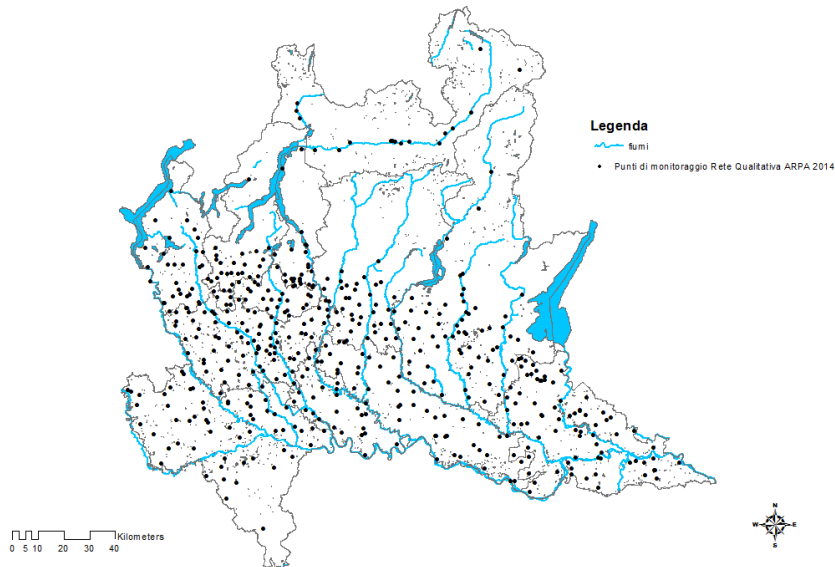 Legenda
fiumi
Punti di monitoraggio Rete Qualitativa ARPA 2014
N
W E
S
Kilometers
0 5 10 20 30 40